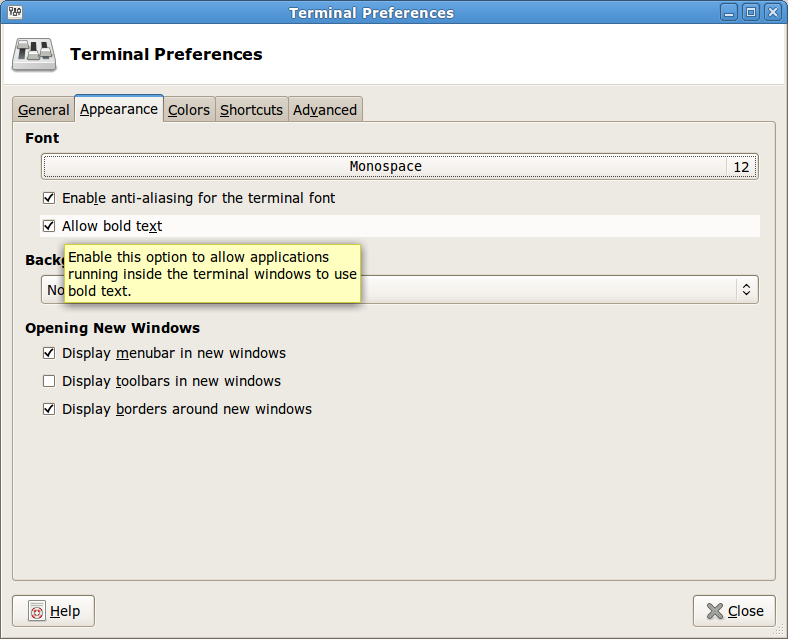 Terminal Preferences
Terminal Preferences
General Appearance Colors Shortcuts Advanced
Font
Monospace 12
Enable anti-aliasing for the terminal font
Allow bold text
Enable this option to allow applications
running inside the terminal windows to use
bold text.
Opening New Windows
Display menubar in new windows
Display toolbars in new windows
Display borders around new windows
Help Close